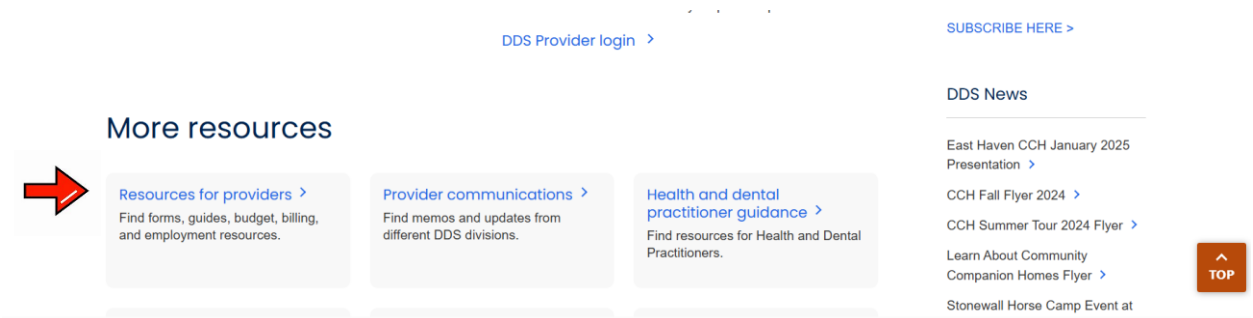 DDS Provider login >
More resources
Resources for providers >
Find forms, guides, budget, billing,
and employment resources.
Provider communications >
Find memos and updates from
different DDS divisions.
Health and dental
practitioner guidance >
Find resources for Health and Dental
Practitioners.
SUBSCRIBE HERE >
DDS News
East Haven CCH January 2025
Presentation >
CCH Fall Flyer 2024 >
CCH Summer Tour 2024 Flyer >
Learn About Community
Companion Homes Flyer >
Stonewall Horse Camp Event at
TOP